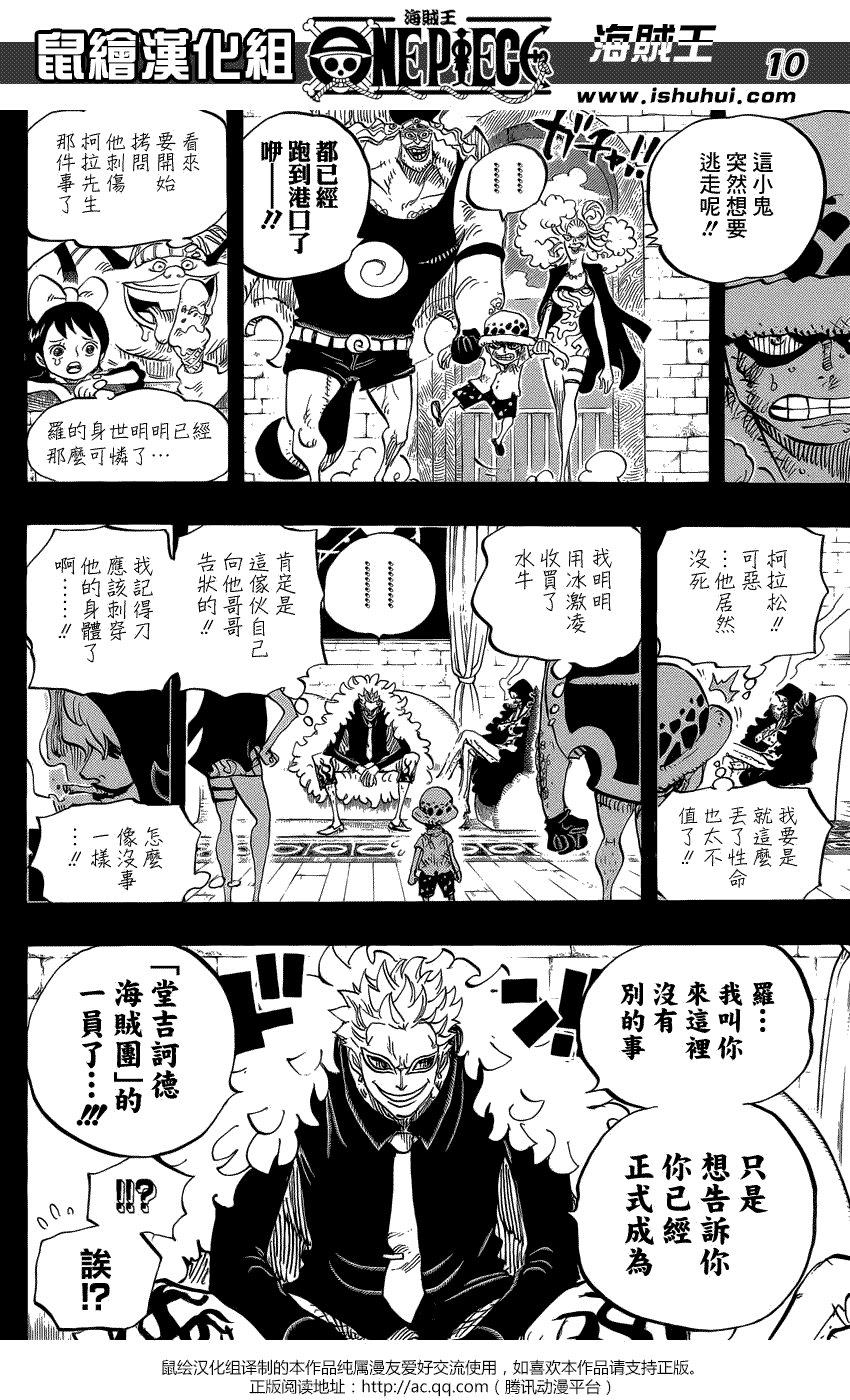 鼠繪漢化組
海賊王
ONE PIECE
海賊王
10
www.ishuhui.com
這小鬼
突然想要
逃走呢!!
ガチャ!!
…………
都已經
跑到港口了
咿——!!
看來
要開始
拷問
他刺傷
柯拉先生
那件事了
羅的身世明明已經
那麼可憐了…
柯拉松!!
可惡
…他居然
沒死
我要是
就這麼
丟了性命
也太不
值了!!
我明明
用冰激凌
收買了
水牛
…………
肯定是
這傢伙自己
向他哥哥
告狀的!!
我記得刀
應該刺穿
他的身體了
啊……!!
怎麼
像沒事
一樣
…!!
羅…
我叫你
來這裡
沒有
別的事
只是
想告訴你
你已經
正式成為
「堂吉訶德
海賊團」的
一員了…!!!
!!?
誒!?
鼠绘汉化组译制的本作品纯属漫友爱好交流使用，如喜欢本作品请支持正版。
正版阅读地址：http://ac.qq.com（腾讯动漫平台）